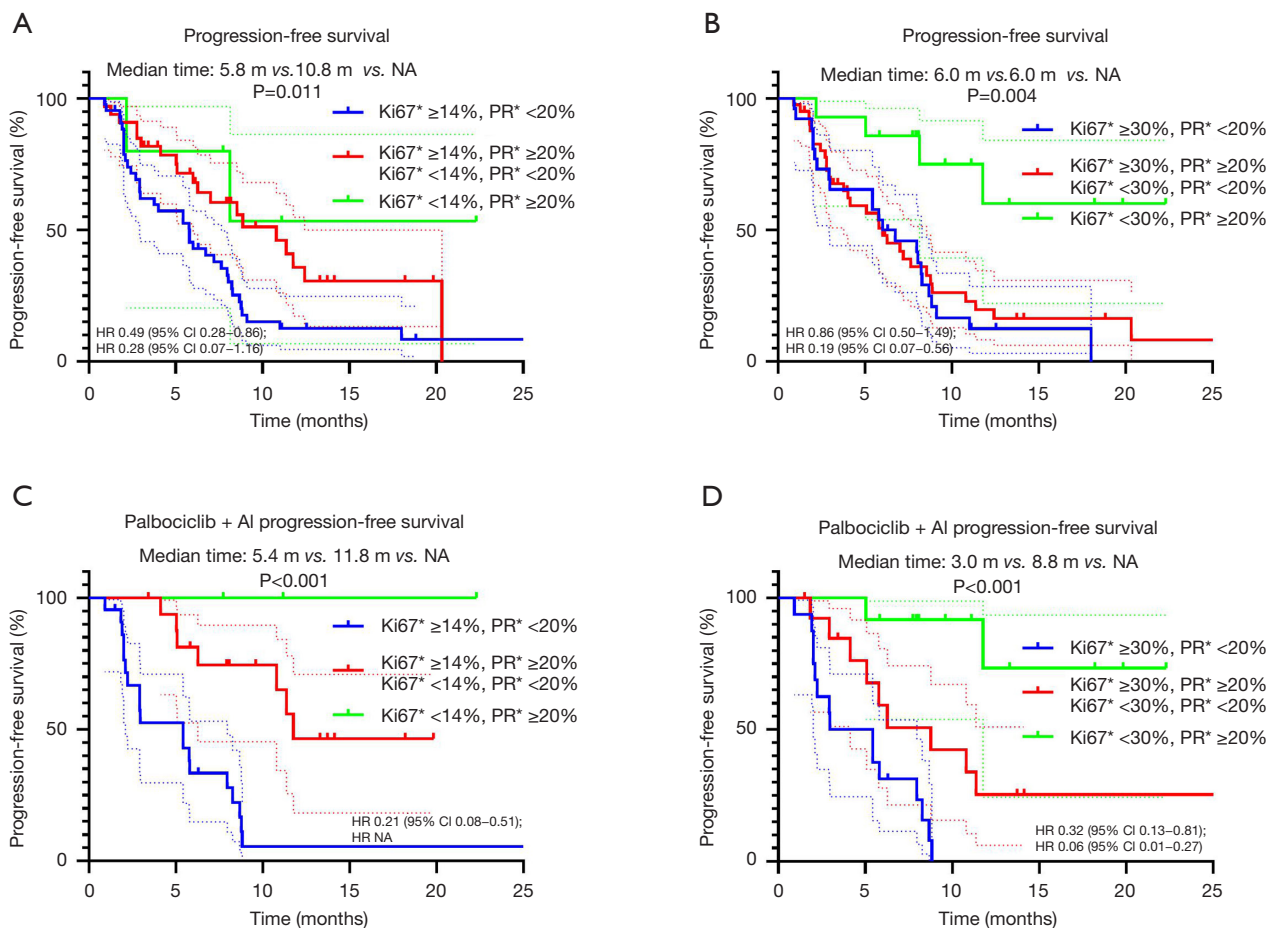 A
Progression-free survival
Median time: 5.8 m vs.10.8 m vs. NA
P=0.011
Progression-free survival (%)
100
50
0
Ki67* ≥14%, PR* <20%
Ki67* ≥14%, PR* ≥20%
Ki67* <14%, PR* <20%
Ki67* <14%, PR* ≥20%
HR 0.49 (95% CI 0.28–0.86);
HR 0.28 (95% CI 0.07–1.16)
0 5 10 15 20 25
Time (months)
B
Progression-free survival
Median time: 6.0 m vs.6.0 m vs. NA
P=0.004
Progression-free survival (%)
100
50
0
Ki67* ≥30%, PR* <20%
Ki67* ≥30%, PR* ≥20%
Ki67* <30%, PR* <20%
Ki67* <30%, PR* ≥20%
HR 0.86 (95% CI 0.50–1.49);
HR 0.19 (95% CI 0.07–0.56)
0 5 10 15 20 25
Time (months)
C
Palbociclib + AI progression-free survival
Median time: 5.4 m vs. 11.8 m vs. NA
P<0.001
Progression-free survival (%)
100
50
0
Ki67* ≥14%, PR* <20%
Ki67* ≥14%, PR* ≥20%
Ki67* <14%, PR* <20%
Ki67* <14%, PR* ≥20%
HR 0.21 (95% CI 0.08–0.51);
HR NA
0 5 10 15 20 25
Time (months)
D
Palbociclib + AI progression-free survival
Median time: 3.0 m vs. 8.8 m vs. NA
P<0.001
Progression-free survival (%)
100
50
0
Ki67* ≥30%, PR* <20%
Ki67* ≥30%, PR* ≥20%
Ki67* <30%, PR* <20%
Ki67* <30%, PR* ≥20%
HR 0.32 (95% CI 0.13–0.81);
HR 0.06 (95% CI 0.01–0.27)
0 5 10 15 20 25
Time (months)